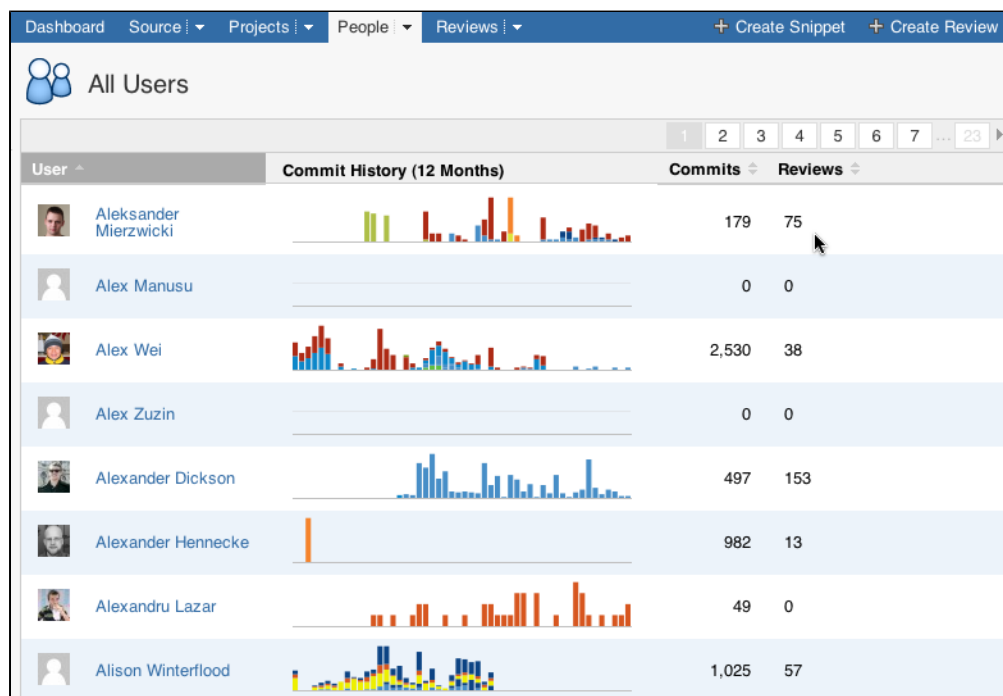 Dashboard Source Projects People Reviews + Create Snippet + Create Review
All Users
1 2 3 4 5 6 7 ... 23
User Commit History (12 Months) Commits Reviews
Aleksander
Mierzwicki 179 75
Alex Manusu 0 0
Alex Wei 2,530 38
Alex Zuzin 0 0
Alexander Dickson 497 153
Alexander Hennecke 982 13
Alexandru Lazar 49 0
Alison Winterflood 1,025 57